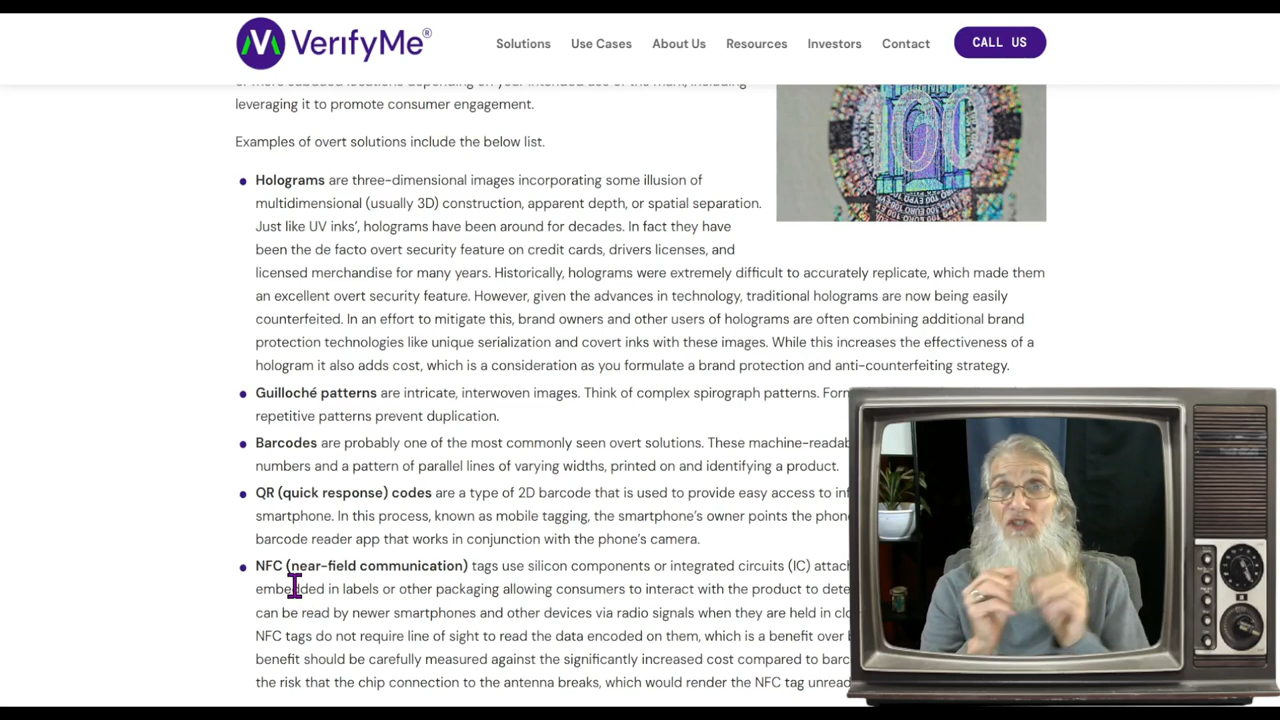 VerifyMe®
Solutions Use Cases About Us Resources Investors Contact CALL US
leveraging it to promote consumer engagement.
Examples of overt solutions include the below list.
Holograms are three-dimensional images incorporating some illusion of
multidimensional (usually 3D) construction, apparent depth, or spatial separation.
Just like UV inks', holograms have been around for decades. In fact they have
been the de facto overt security feature on credit cards, drivers licenses, and
licensed merchandise for many years. Historically, holograms were extremely difficult to accurately replicate, which made them
an excellent overt security feature. However, given the advances in technology, traditional holograms are now being easily
counterfeited. In an effort to mitigate this, brand owners and other users of holograms are often combining additional brand
protection technologies like unique serialization and covert inks with these images. While this increases the effectiveness of a
hologram it also adds cost, which is a consideration as you formulate a brand protection and anti-counterfeiting strategy.
Guilloché patterns are intricate, interwoven images. Think of complex spirograph patterns.
repetitive patterns prevent duplication.
Barcodes are probably one of the most commonly seen overt solutions. These
numbers and a pattern of parallel lines of varying widths, printed on and identifying a product.
QR (quick response) codes are a type of 2D barcode that is used to provide easy access to
smartphone. In this process, known as mobile tagging, the smartphone's owner points the
barcode reader app that works in conjunction with the phone's camera.
NFC (near-field communication) tags use silicon components or integrated circuits (IC)
embedded in labels or other packaging allowing consumers to interact with the product to
can be read by newer smartphones and other devices via radio signals when they are held in
NFC tags do not require line of sight to read the data encoded on them, which is a benefit over
benefit should be carefully measured against the significantly increased cost compared to
the risk that the chip connection to the antenna breaks, which would render the NFC tag
100
100 EURO